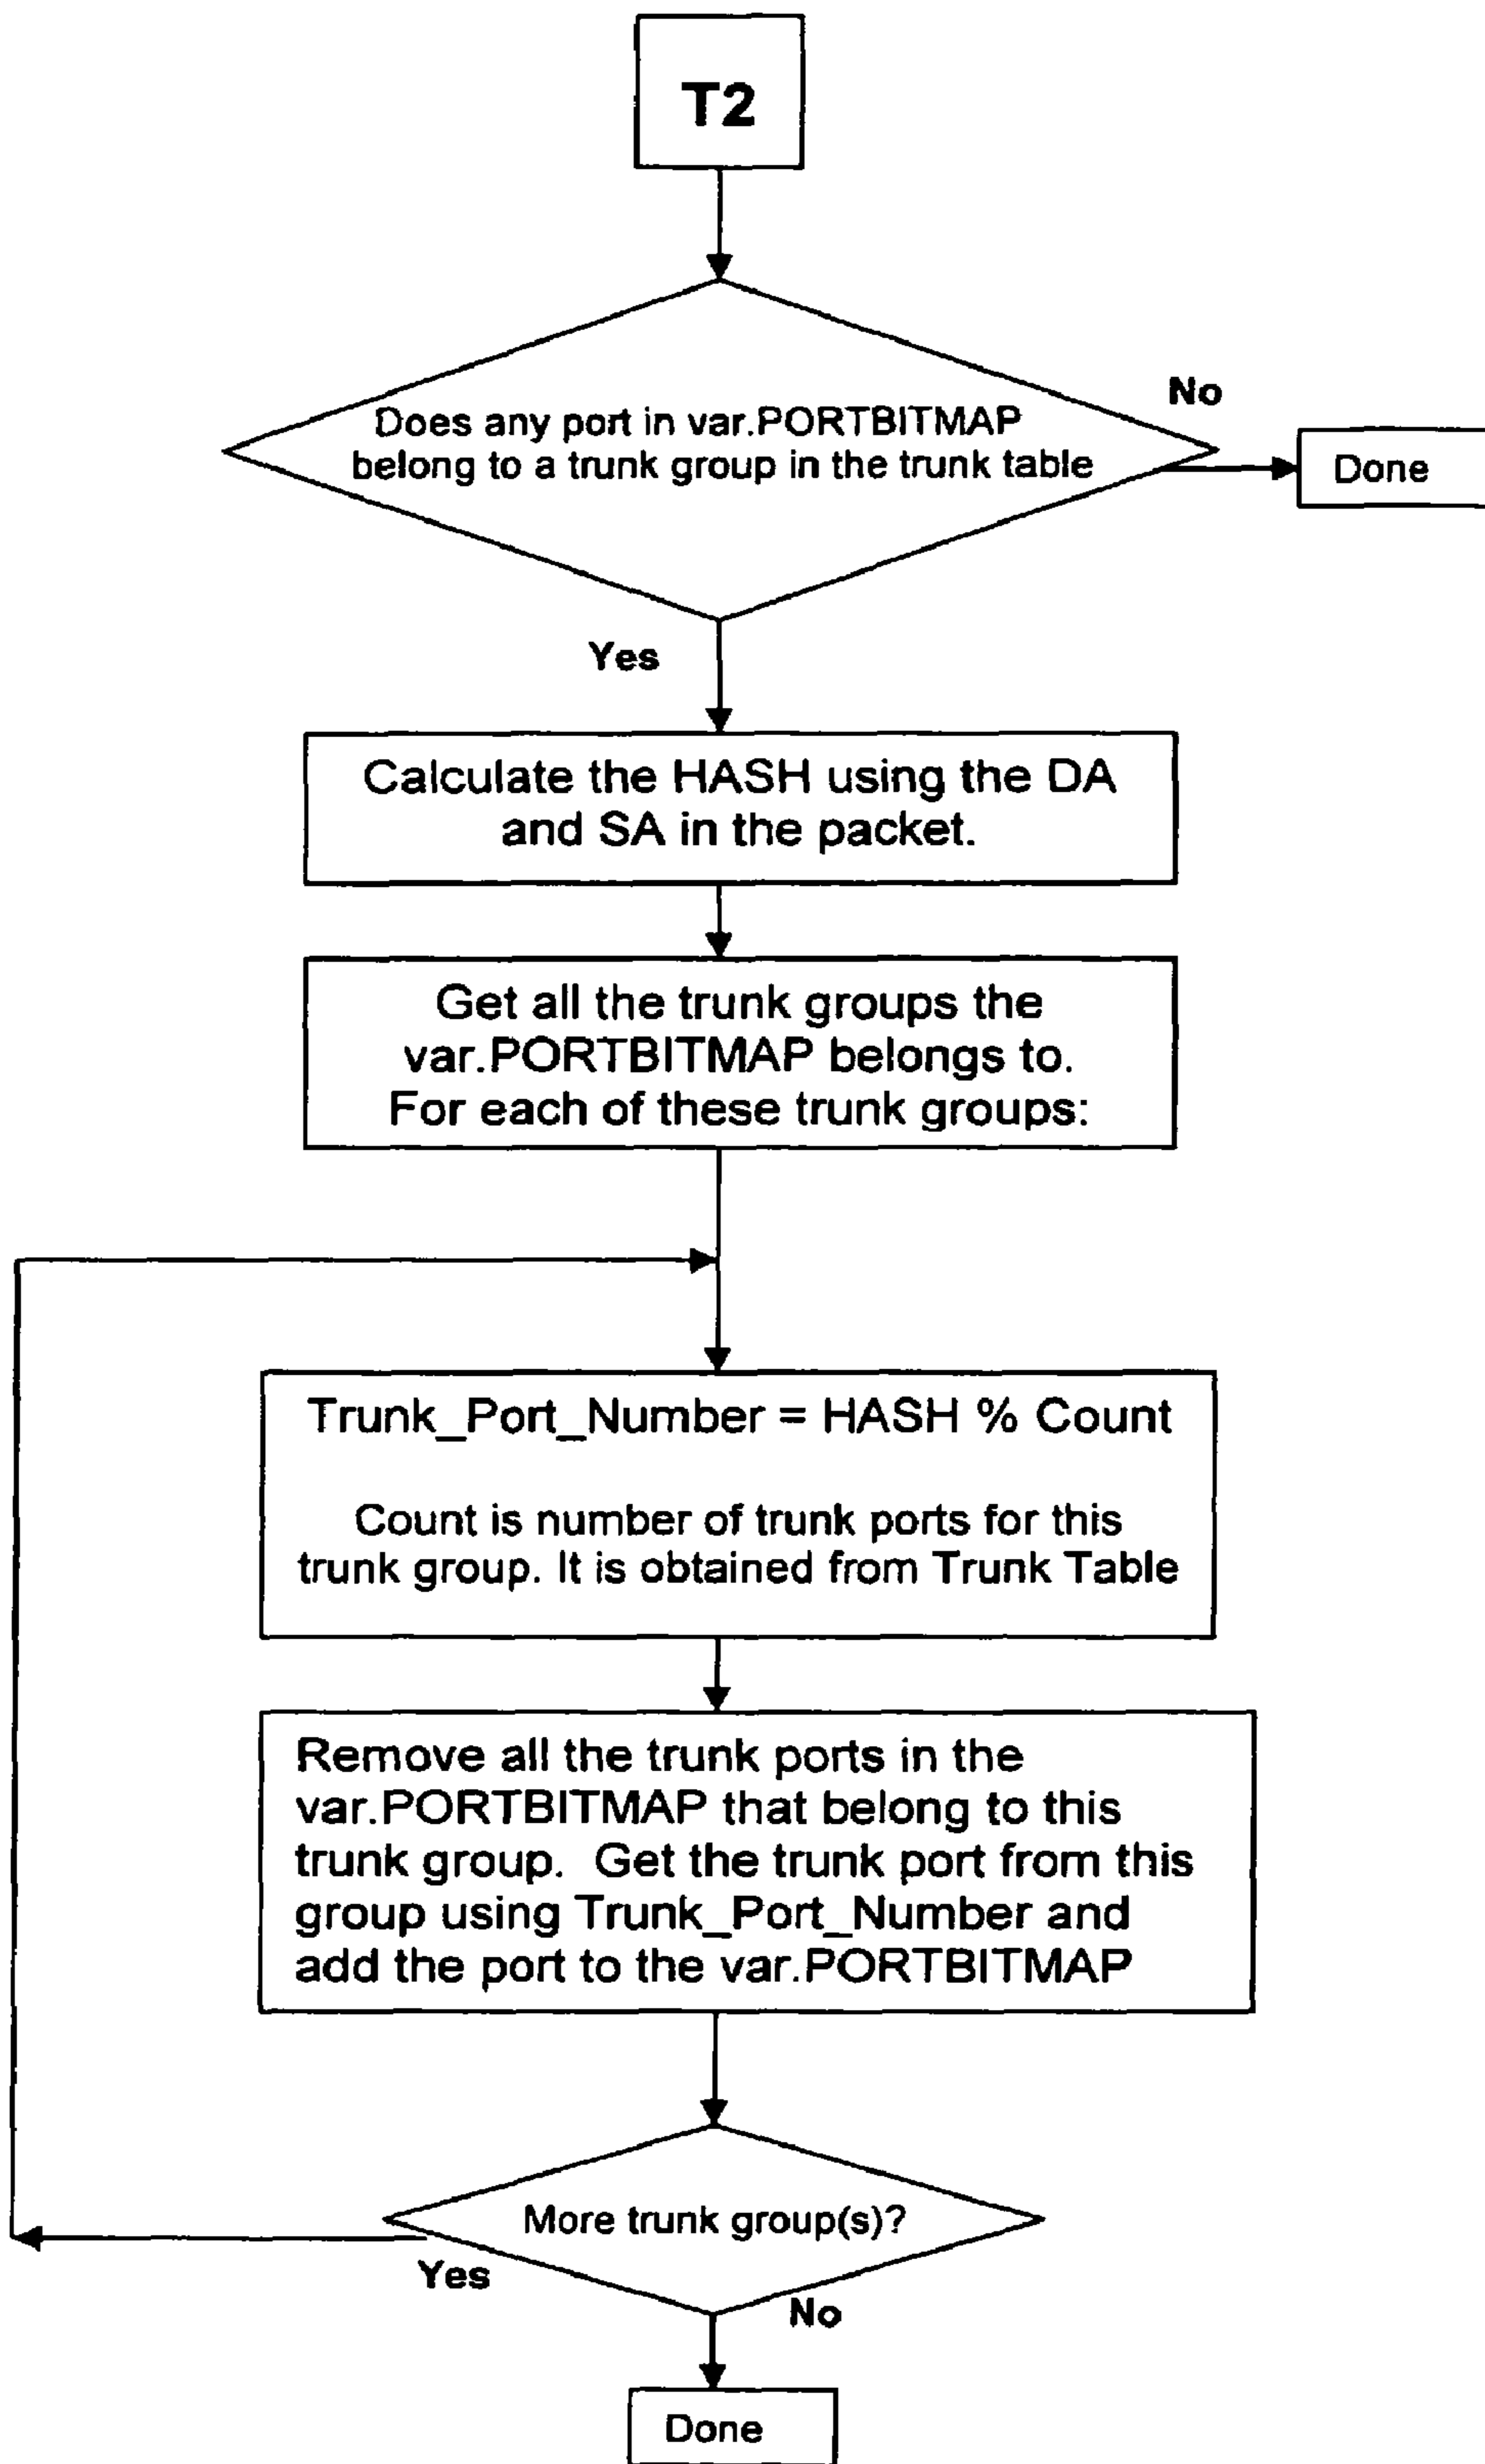 T2
Does any port in var.PORTBITMAP
belong to a trunk group in the trunk table
No
Done
Yes
Calculate the HASH using the DA
and SA in the packet.
Get all the trunk groups the
var.PORTBITMAP belongs to.
For each of these trunk groups:
Trunk_Port_Number = HASH % Count
Count is number of trunk ports for this
trunk group. It is obtained from Trunk Table
Remove all the trunk ports in the
var.PORTBITMAP that belong to this
trunk group. Get the trunk port from this
group using Trunk_Port_Number and
add the port to the var.PORTBITMAP
More trunk group(s)?
Yes
No
Done